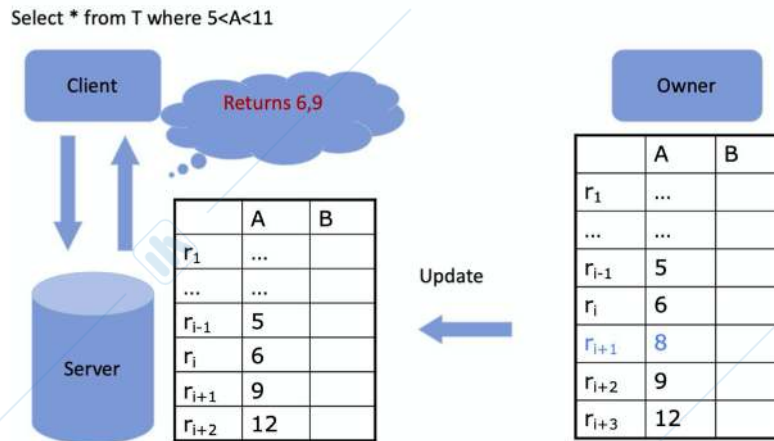 Select * from T where 5<A<11
Client
Returns 6,9
Owner
A B
r1 ...
... ...
ri-1 5
ri 6
ri+1 9
ri+2 12
Server
Update
A B
r1 ...
... ...
ri-1 5
ri 6
ri+1 8
ri+2 9
ri+3 12